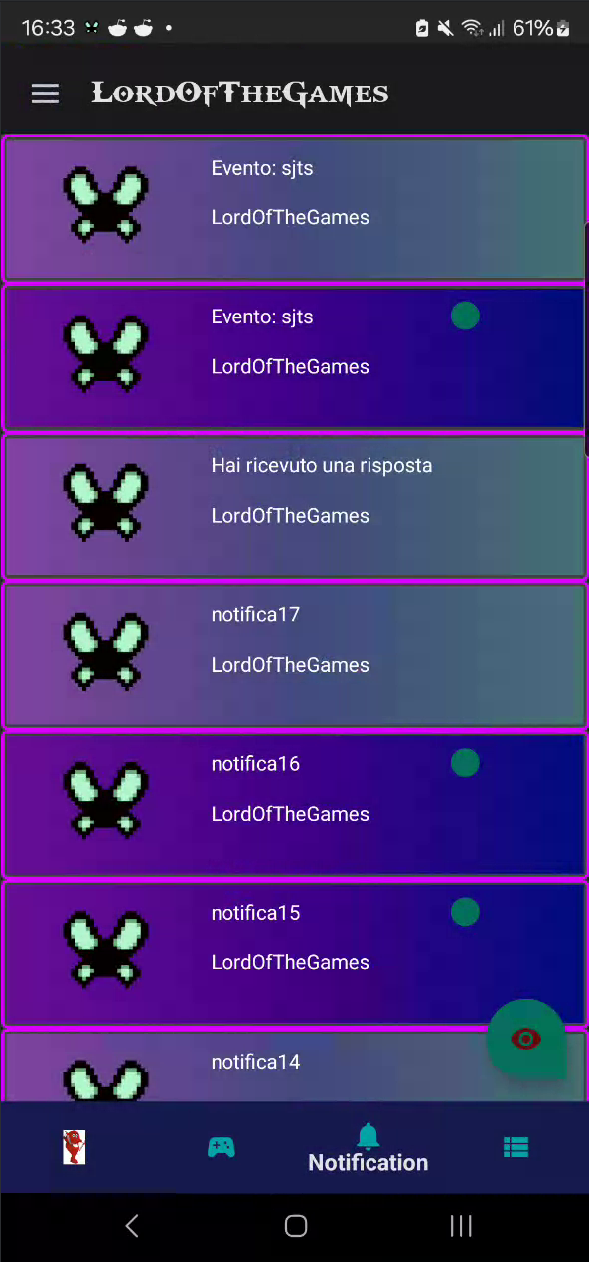 16:33
61%
LordOfTheGames
Evento: sjts
LordOfTheGames
Evento: sjts
LordOfTheGames
Hai ricevuto una risposta
LordOfTheGames
notifica17
LordOfTheGames
notifica16
LordOfTheGames
notifica15
LordOfTheGames
notifica14
Notification